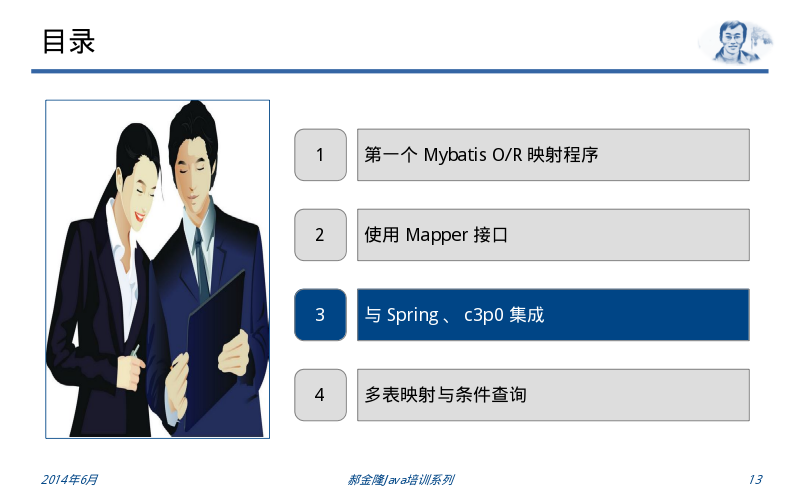 目录
1 第一个 Mybatis O/R 映射程序
2 使用 Mapper 接口
3 与 Spring 、 c3p0 集成
4 多表映射与条件查询
2014年6月 郝金隆Java培训系列 13